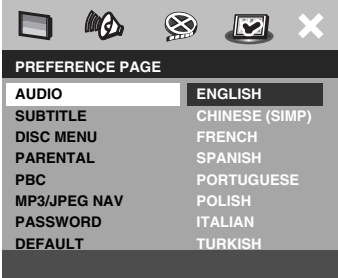 PREFERENCE PAGE
AUDIO ENGLISH
SUBTITLE CHINESE (SIMP)
DISC MENU FRENCH
PARENTAL SPANISH
PBC PORTUGUESE
MP3/JPEG NAV POLISH
PASSWORD ITALIAN
DEFAULT TURKISH